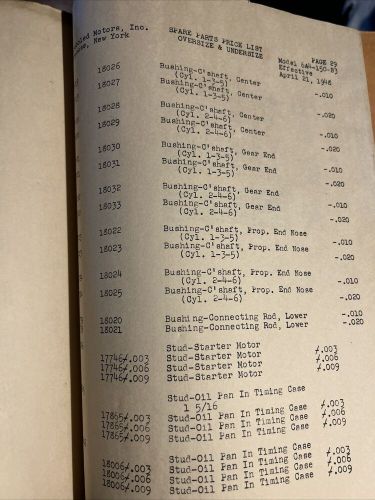 Motors, Inc.
New York
SPARE PARTS PRICE LIST
OVERSIZE & UNDERSIZE
PAGE 29
Model 6A4-150-B3
Effective
April 21, 1948
18026 Bushing-C'shaft, Center
(Cyl. 1-3-5) -.010
18027 Bushing-C'shaft, Center
(Cyl. 1-3-5) -.020
18028 Bushing-C'shaft, Center
(Cyl. 2-4-6) -.010
18029 Bushing-C'shaft, Center
(Cyl. 2-4-6) -.020
18030 Bushing-C'shaft, Gear End
(Cyl. 1-3-5) -.010
18031 Bushing-C'shaft, Gear End
(Cyl. 1-3-5) -.020
18032 Bushing-C'shaft, Gear End
(Cyl. 2-4-6) -.010
18033 Bushing-C'shaft, Gear End
(Cyl. 2-4-6) -.020
18022 Bushing-C'shaft, Prop. End Nose
(Cyl. 1-3-5) -.010
18023 Bushing-C'shaft, Prop. End Nose
(Cyl. 1-3-5) -.020
18024 Bushing-C'shaft, Prop. End Nose
(Cyl. 2-4-6) -.010
18025 Bushing-C'shaft, Prop. End Nose
(Cyl. 2-4-6) -.020
18020 Bushing-Connecting Rod, Lower -.010
18021 Bushing-Connecting Rod, Lower -.020
Stud-Starter Motor
17746/.003 Stud-Starter Motor /.003
17746/.006 Stud-Starter Motor /.006
17746/.009 Stud-Starter Motor /.009
Stud-Oil Pan In Timing Case
1 5/16
17865/.003 Stud-Oil Pan In Timing Case /.003
17865/.006 Stud-Oil Pan In Timing Case /.006
17865/.009 Stud-Oil Pan In Timing Case /.009
Stud-Oil Pan In Timing Case
18006/.003 Stud-Oil Pan In Timing Case /.003
18006/.006 Stud-Oil Pan In Timing Case /.006
18006/.009 Stud-Oil Pan In Timing Case /.009